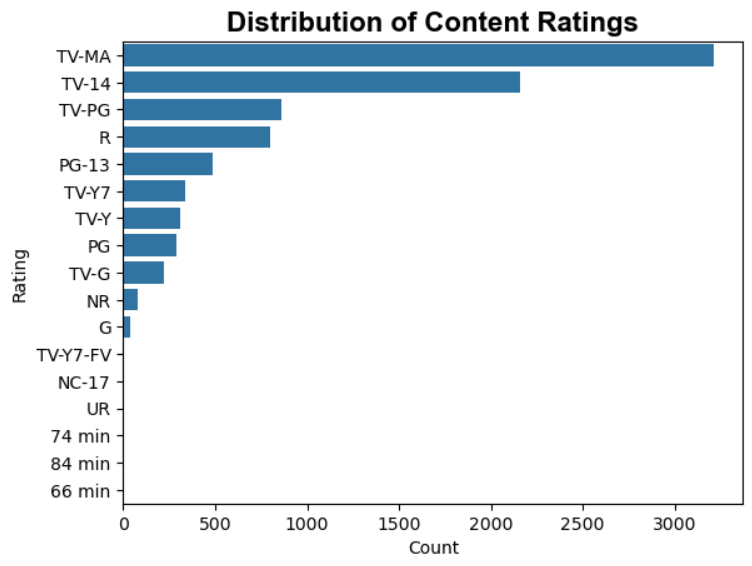 Distribution of Content Ratings
TV-MA
TV-14
TV-PG
R
PG-13
TV-Y7
TV-Y
PG
TV-G
NR
G
TV-Y7-FV
NC-17
UR
74 min
84 min
66 min
Rating
0 500 1000 1500 2000 2500 3000
Count